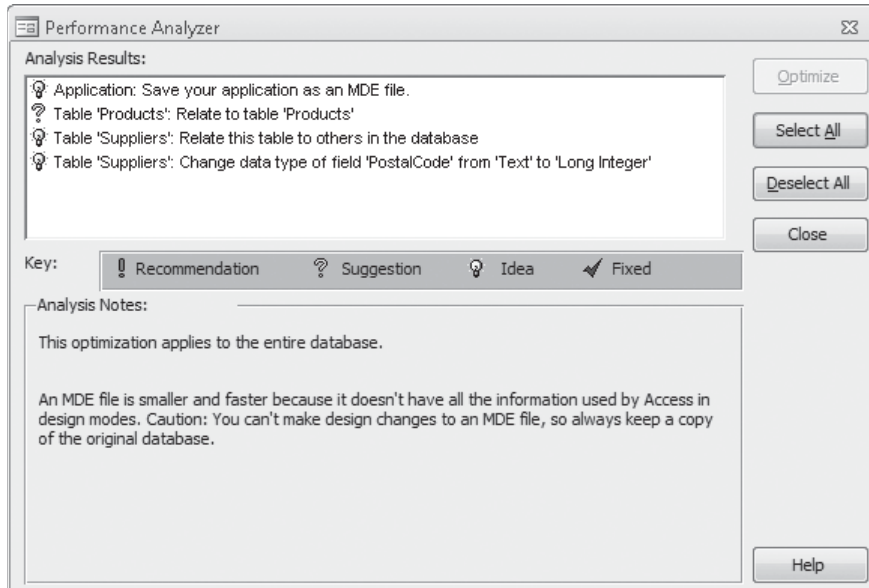 Performance Analyzer
Analysis Results:
Application: Save your application as an MDE file.
Table 'Products': Relate to table 'Products'
Table 'Suppliers': Relate this table to others in the database
Table 'Suppliers': Change data type of field 'PostalCode' from 'Text' to 'Long Integer'
Optimize
Select All
Deselect All
Close
Key: Recommendation Suggestion Idea Fixed
Analysis Notes:
This optimization applies to the entire database.
An MDE file is smaller and faster because it doesn't have all the information used by Access in
design modes. Caution: You can't make design changes to an MDE file, so always keep a copy
of the original database.
Help